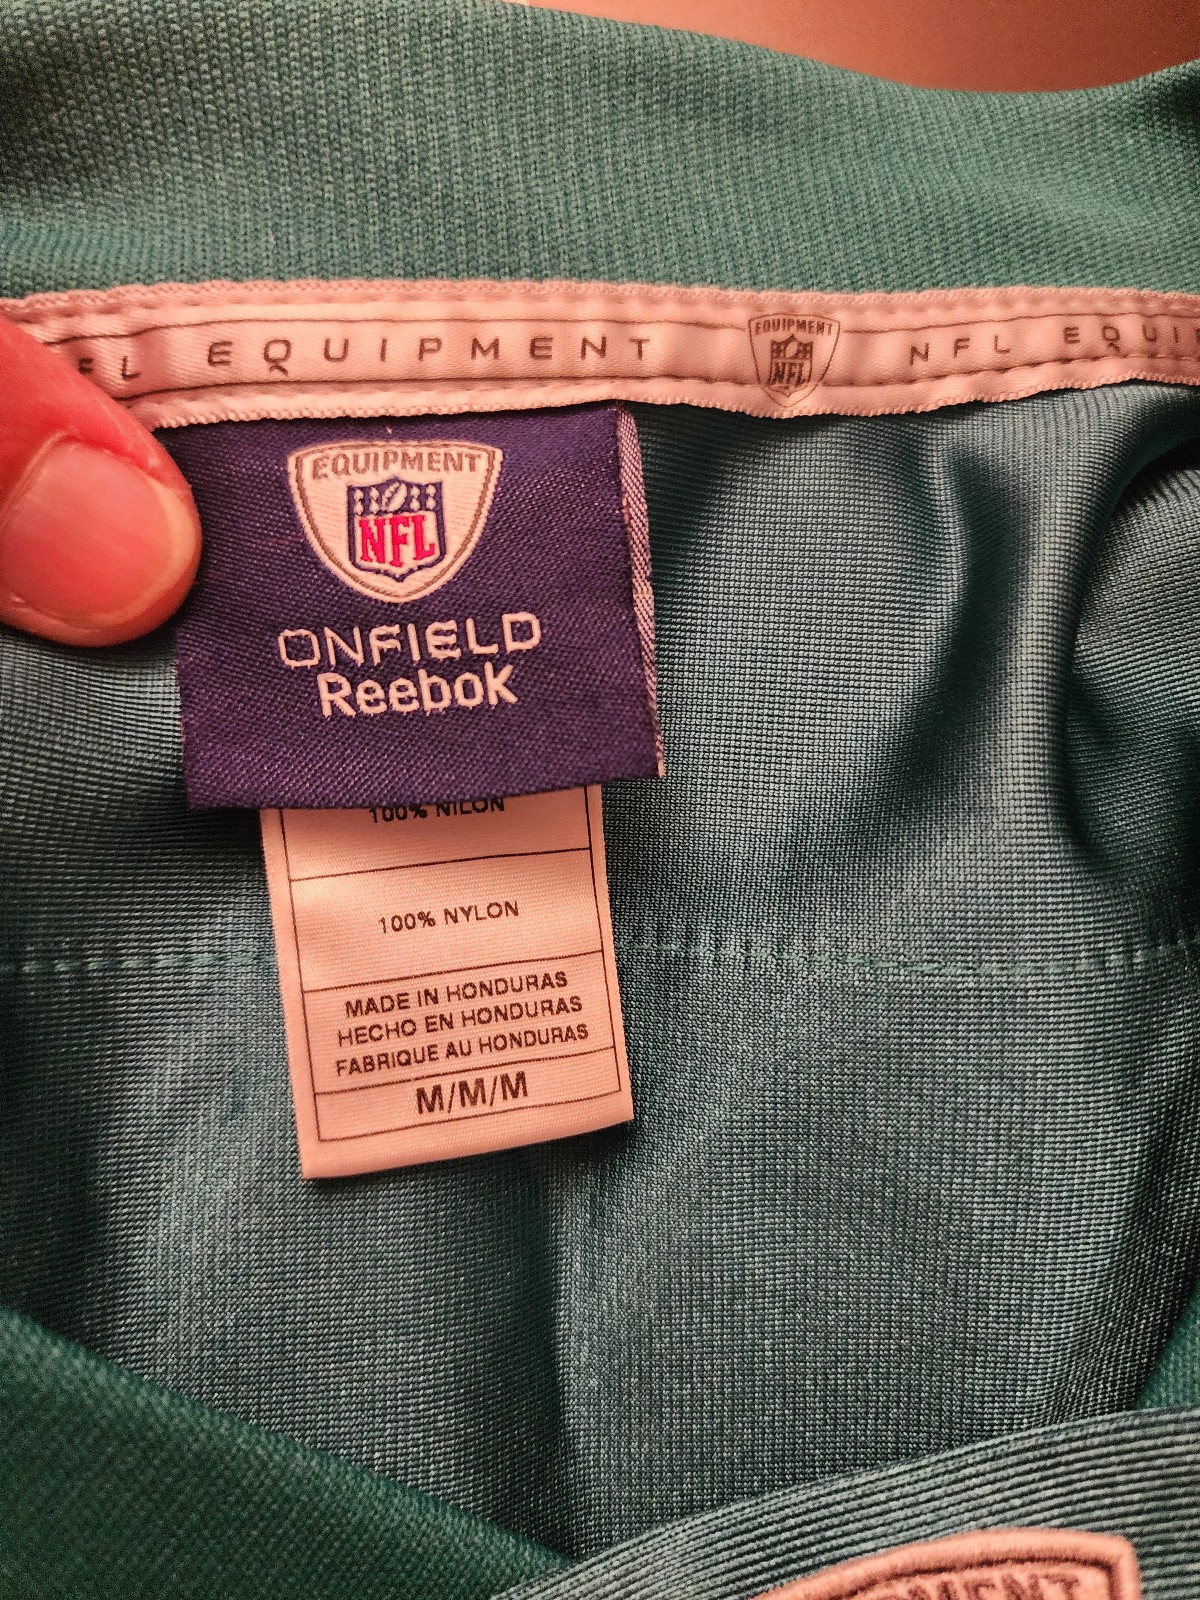 FL EQUIPMENT
EQUIPMENT
NFL
NFL EQUI
EQUIPMENT
NFL
ONFIELD
Reebok
100% NILON
100% NYLON
MADE IN HONDURAS
HECHO EN HONDURAS
FABRIQUE AU HONDURAS
M/M/M